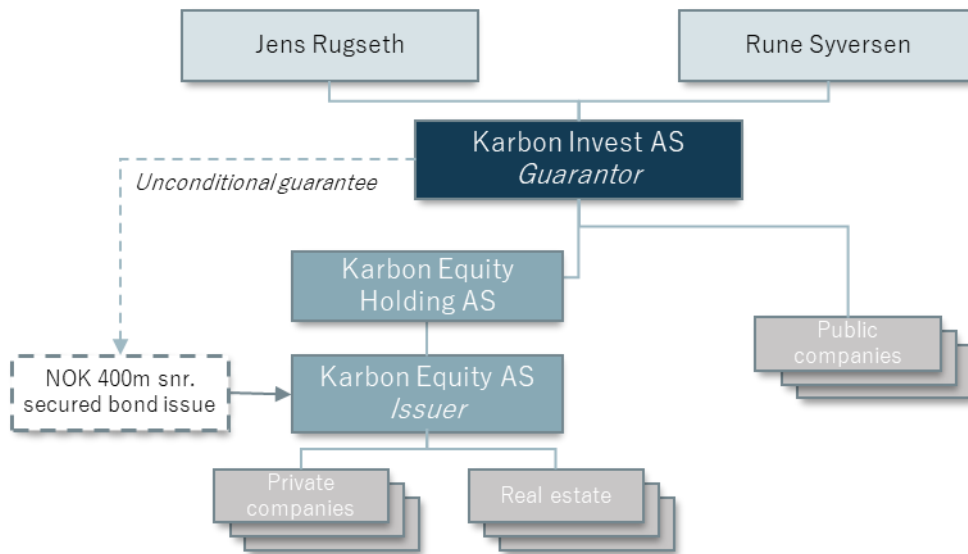 Jens Rugseth
Rune Syversen
Karbon Invest AS
Guarantor
Unconditional guarantee
Karbon Equity
Holding AS
Public
companies
NOK 400m snr.
secured bond issue
Karbon Equity AS
Issuer
Private
companies
Real estate